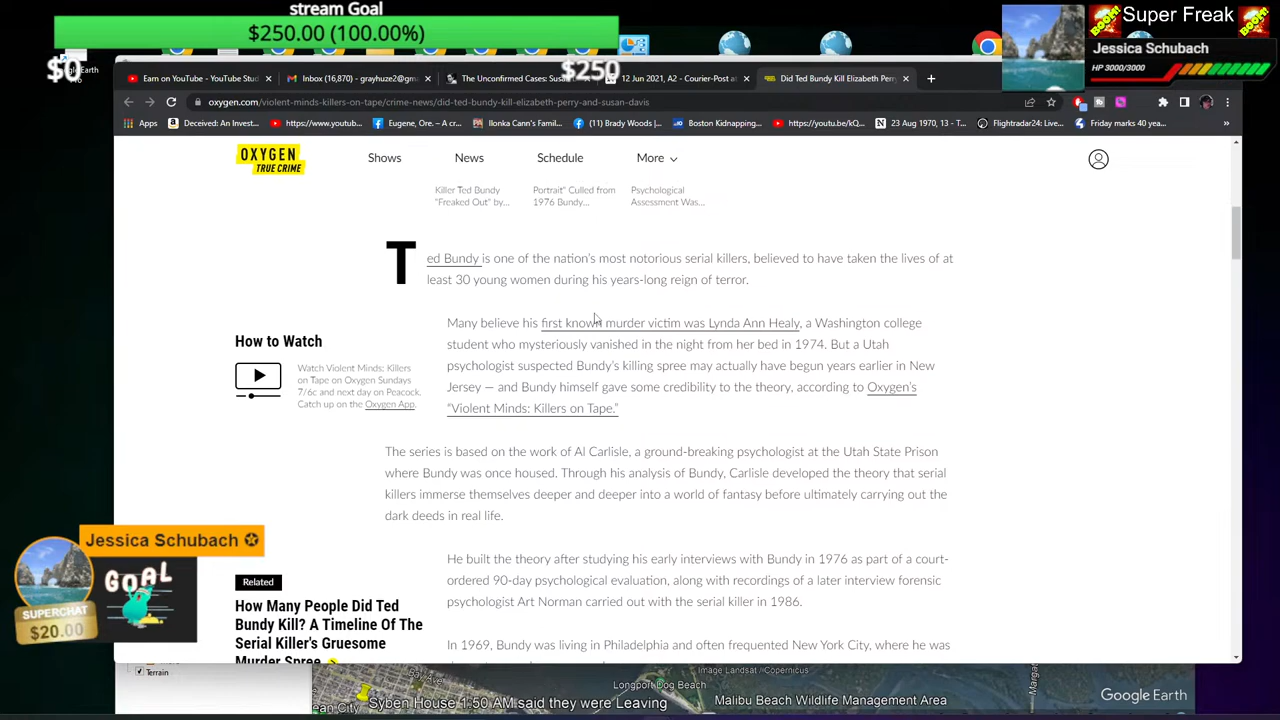 stream Goal
$250.00 (100.00%)
$0
$250
Super Freak
Jessica Schubach
HP 3000/3000
Earn on YouTube - YouTube Stud
Inbox (16,870) - grayhuze2@gm
The Unconfirmed Cases: Susa
12 Jun 2021, A2 - Courier-Post at
Did Ted Bundy Kill Elizabeth Perr
oxygen.com/violent-minds-killers-on-tape/crime-news/did-ted-bundy-kill-elizabeth-perry-and-susan-davis
Apps
Deceived: An Invest...
https://www.youtub...
Eugene, Ore. – A cr...
Ilonka Cann's Famil...
(11) Brady Woods |...
Boston Kidnapping...
https://youtu.be/kQ...
23 Aug 1970, 13 - T...
Flightradar24: Live...
Friday marks 40 yea...
OXYGEN
TRUE CRIME
Shows
News
Schedule
More
Killer Ted Bundy
"Freaked Out" by...
Portrait" Culled from
1976 Bundy...
Psychological
Assessment Was...
Ted Bundy is one of the nation's most notorious serial killers, believed to have taken the lives of at
least 30 young women during his years-long reign of terror.
Many believe his first known murder victim was Lynda Ann Healy, a Washington college
student who mysteriously vanished in the night from her bed in 1974. But a Utah
psychologist suspected Bundy's killing spree may actually have begun years earlier in New
Jersey — and Bundy himself gave some credibility to the theory, according to Oxygen's
"Violent Minds: Killers on Tape."
How to Watch
Watch Violent Minds: Killers
on Tape on Oxygen Sundays
7/6c and next day on Peacock.
Catch up on the Oxygen App.
The series is based on the work of Al Carlisle, a ground-breaking psychologist at the Utah State Prison
where Bundy was once housed. Through his analysis of Bundy, Carlisle developed the theory that serial
killers immerse themselves deeper and deeper into a world of fantasy before ultimately carrying out the
dark deeds in real life.
He built the theory after studying his early interviews with Bundy in 1976 as part of a court-
ordered 90-day psychological evaluation, along with recordings of a later interview forensic
psychologist Art Norman carried out with the serial killer in 1986.
In 1969, Bundy was living in Philadelphia and often frequented New York City, where he was
Related
How Many People Did Ted
Bundy Kill? A Timeline Of The
Serial Killer's Gruesome
Murder Spree
Jessica Schubach
GOAL
SUPERCHAT
$20.00
Terrain
Image Landsat / Copernicus
Longport Dog Beach
Syben House 1:50 AM said they were Leaving
Malibu Beach Wildlife Management Area
Google Earth